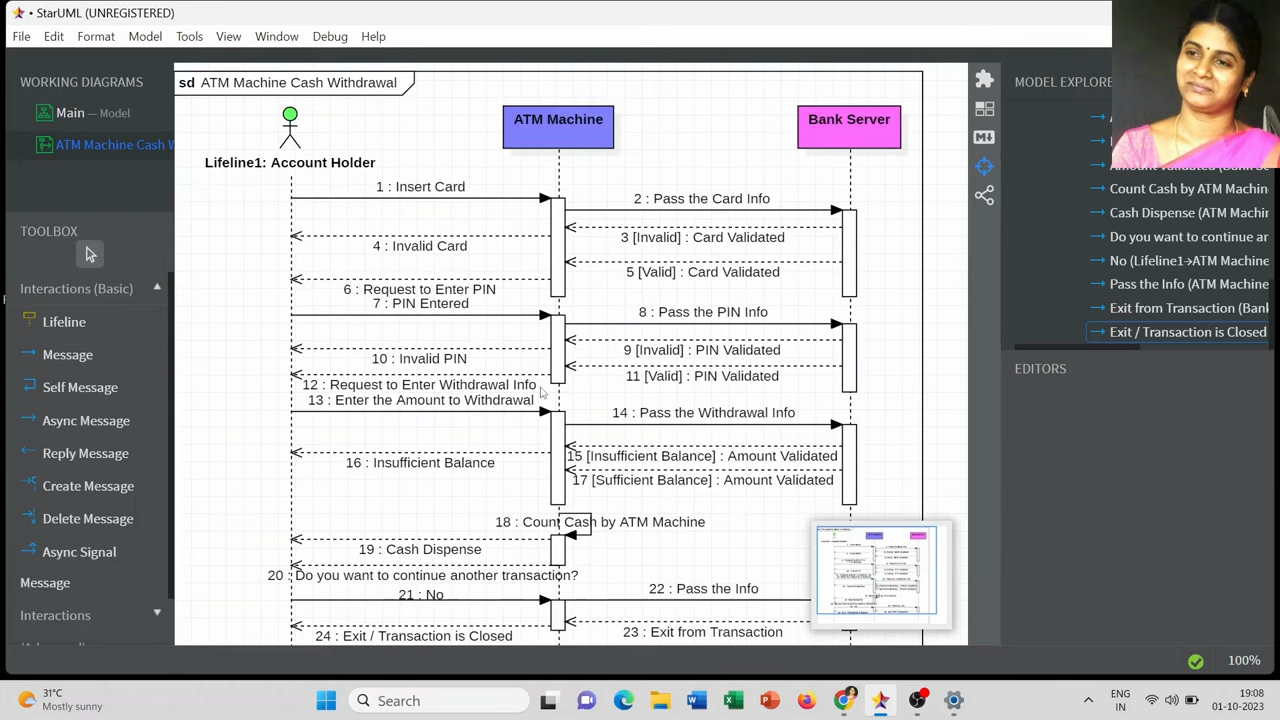 • StarUML (UNREGISTERED)
File Edit Format Model Tools View Window Debug Help
WORKING DIAGRAMS
Main — Model
ATM Machine Cash W
TOOLBOX
Interactions (Basic)
Lifeline
Message
Self Message
Async Message
Reply Message
Create Message
Delete Message
Async Signal
Message
Interactions
sd ATM Machine Cash Withdrawal
Lifeline1: Account Holder
ATM Machine
Bank Server
1 : Insert Card
2 : Pass the Card Info
3 [Invalid] : Card Validated
4 : Invalid Card
5 [Valid] : Card Validated
6 : Request to Enter PIN
7 : PIN Entered
8 : Pass the PIN Info
9 [Invalid] : PIN Validated
10 : Invalid PIN
11 [Valid] : PIN Validated
12 : Request to Enter Withdrawal Info
13 : Enter the Amount to Withdrawal
14 : Pass the Withdrawal Info
15 [Insufficient Balance] : Amount Validated
16 : Insufficient Balance
17 [Sufficient Balance] : Amount Validated
18 : Count Cash by ATM Machine
19 : Cash Dispense
20 : Do you want to continue another transaction?
21 : No
22 : Pass the Info
23 : Exit from Transaction
24 : Exit / Transaction is Closed
MODEL EXPLORE
Count Cash by ATM Machin
Cash Dispense (ATM Machin
Do you want to continue an
No (Lifeline1→ATM Machine
Pass the Info (ATM Machine
Exit from Transaction (Bank
Exit / Transaction is Closed
EDITORS
100%
31°C
Mostly sunny
Search
ENG
IN
19:08
01-10-2023